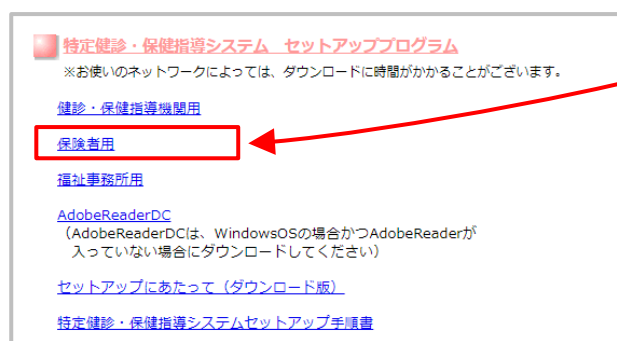 特定健診・保健指導システム　セットアッププログラム
※お使いのネットワークによっては、ダウンロードに時間がかかることがございます。
健診・保健指導機関用
保険者用
福祉事務所用
AdobeReaderDC
（AdobeReaderDCは、WindowsOSの場合かつAdobeReaderが
入っていない場合にダウンロードしてください）
セットアップにあたって（ダウンロード版）
特定健診・保健指導システムセットアップ手順書